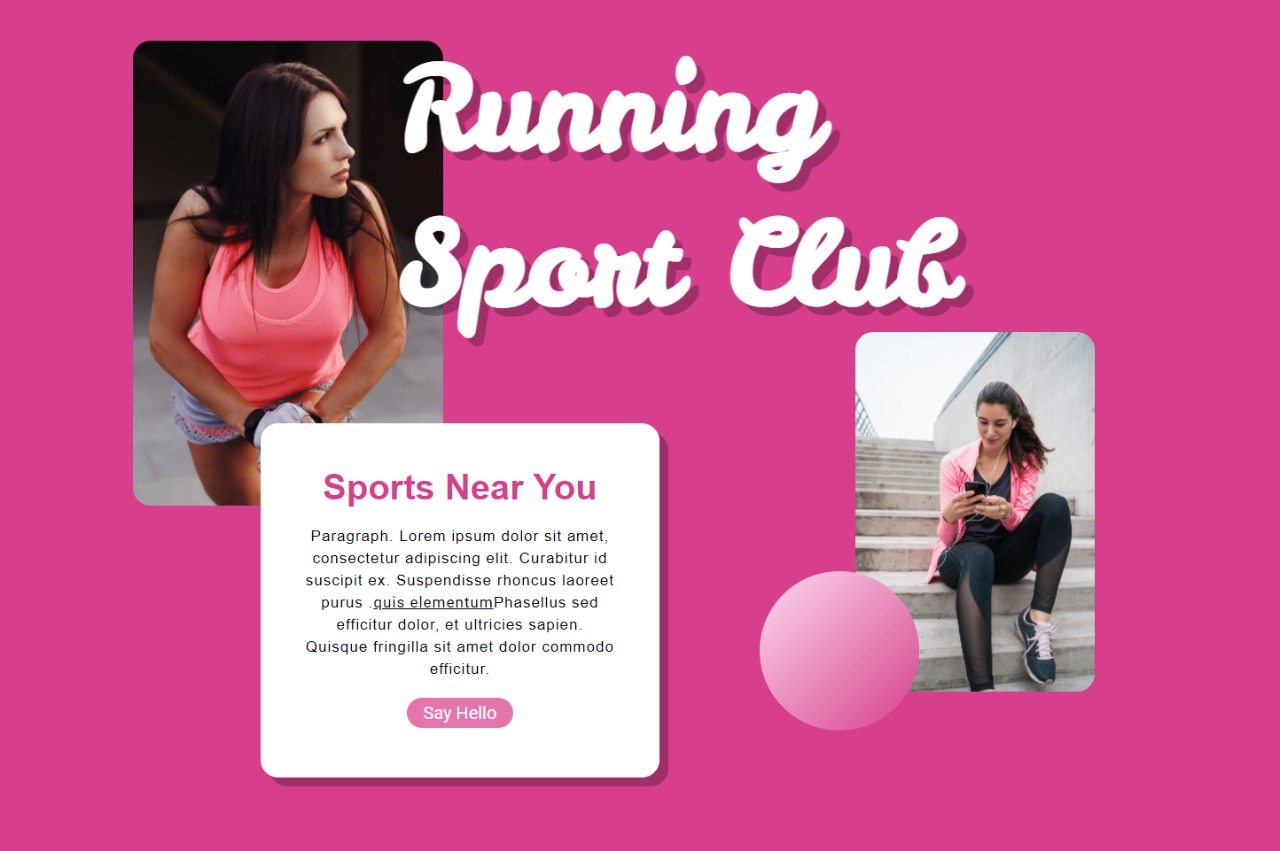 Running
Sport Club
Sports Near You
Paragraph. Lorem ipsum dolor sit amet,
consectetur adipiscing elit. Curabitur id
suscipit ex. Suspendisse rhoncus laoreet
purus .quis elementumPhasellus sed
efficitur dolor, et ultricies sapien.
Quisque fringilla sit amet dolor commodo
efficitur.
Say Hello